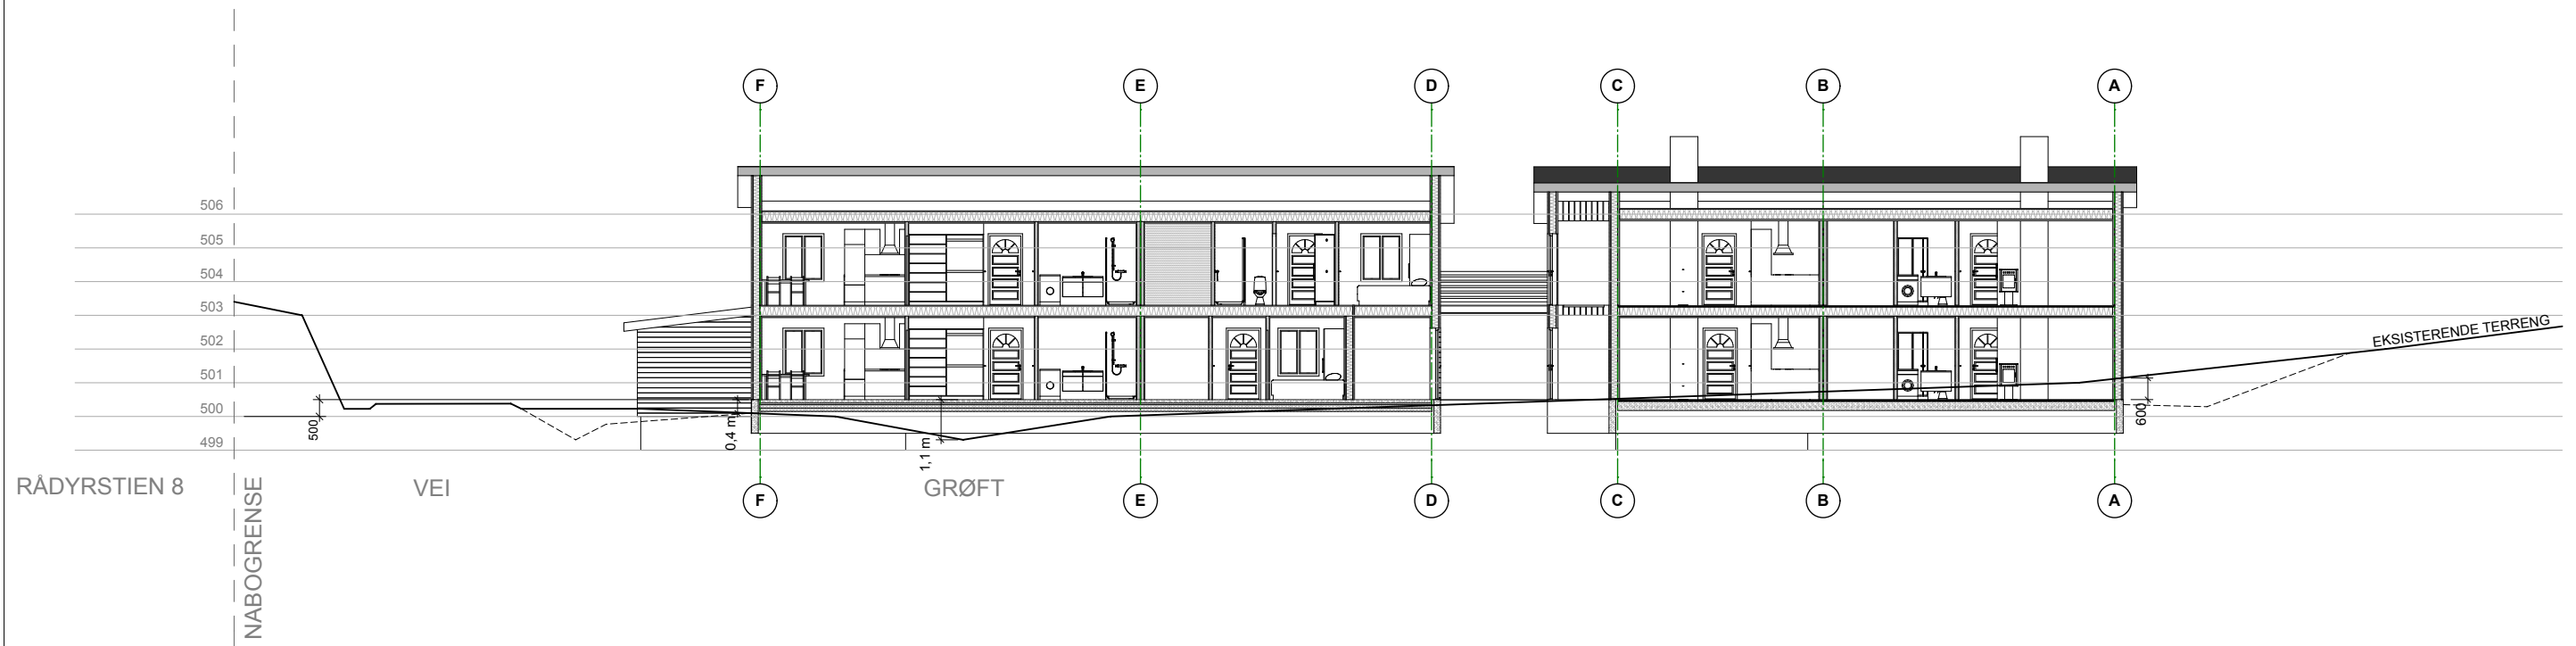 F
E
D
C
B
A
506
505
504
503
502
501
500
499
EKSISTERENDE TERRENG
500
0,4 m
1,1 m
600
RÅDYRSTIEN 8
NABOGRENSE
VEI
GRØFT
F
E
D
C
B
A